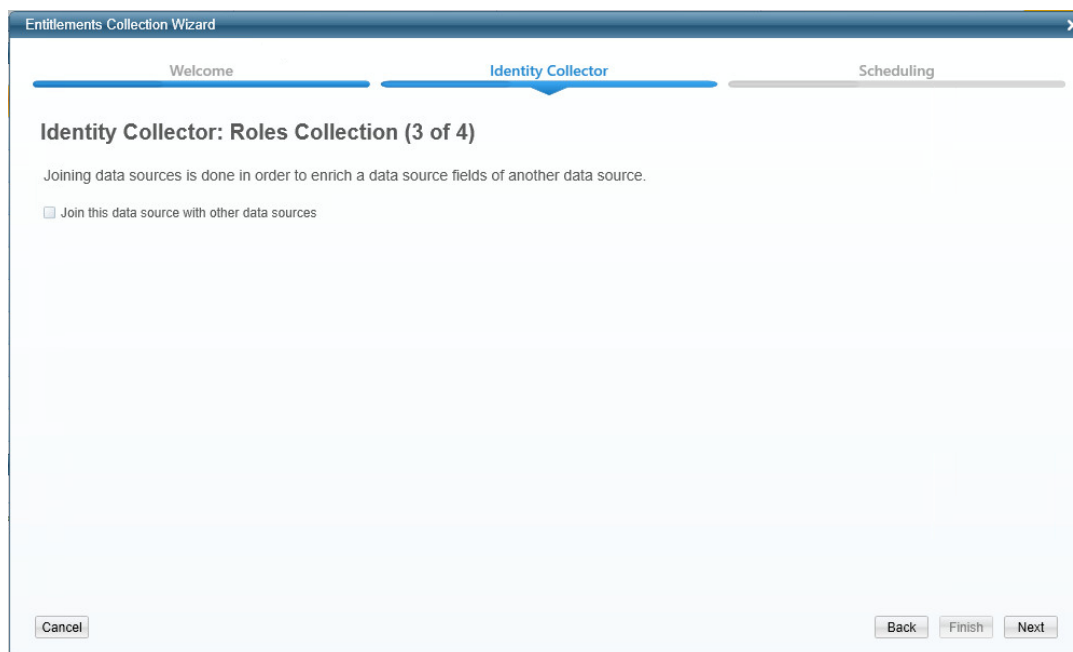 Entitlements Collection Wizard
Welcome
Identity Collector
Scheduling
Identity Collector: Roles Collection (3 of 4)
Joining data sources is done in order to enrich a data source fields of another data source.
Join this data source with other data sources
Cancel
Back
Finish
Next